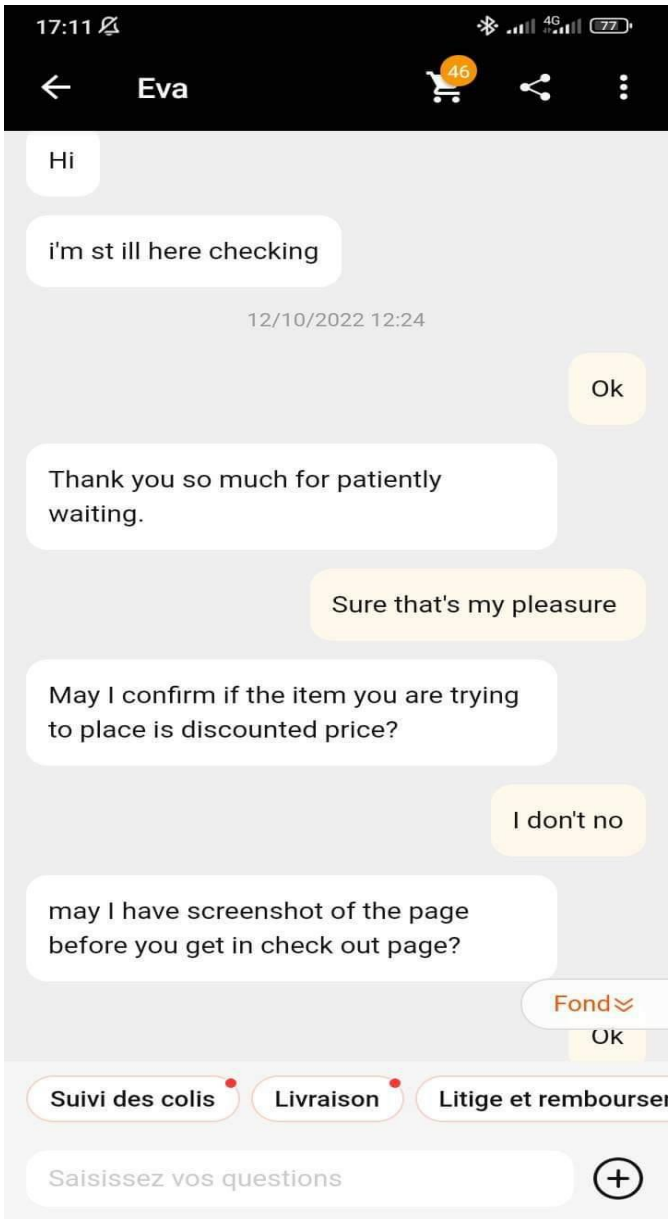 17:11
4G
77
Eva
46
Hi
i'm st ill here checking
12/10/2022 12:24
Ok
Thank you so much for patiently
waiting.
Sure that's my pleasure
May I confirm if the item you are trying
to place is discounted price?
I don't no
may I have screenshot of the page
before you get in check out page?
Fond
Ok
Suivi des colis
Livraison
Litige et rembourser
Saisissez vos questions